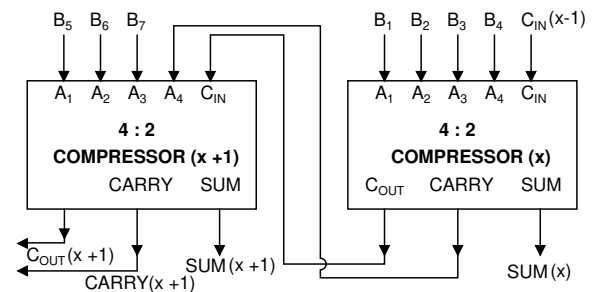 B5 B6 B7 B1 B2 B3 B4 CIN(x-1)
A1 A2 A3 A4 CIN A1 A2 A3 A4 CIN
4 : 2 4 : 2
COMPRESSOR (x +1) COMPRESSOR (x)
CARRY SUM COUT CARRY SUM
COUT(x +1)
SUM(x +1)
SUM(x)
CARRY(x+1)